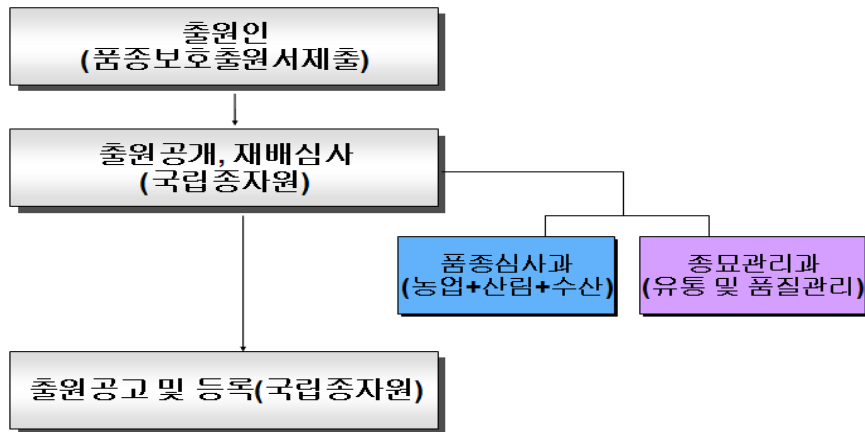 출원인
(품종보호출원서제출)
출원공개, 재배심사
(국립종자원)
품종심사과
(농업+산림+수산)
종묘관리과
(유통 및 품질관리)
출원공고 및 등록(국립종자원)